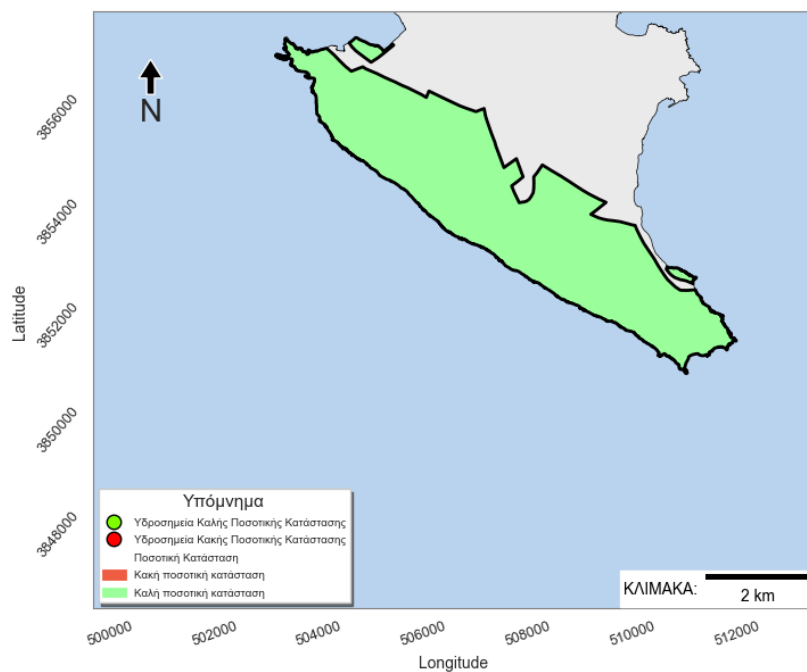 N
3856000
3854000
3852000
3850000
3848000
Latitude
Υπόμνημα
Υδροσημεία Καλής Ποσοτικής Κατάστασης
Υδροσημεία Κακής Ποσοτικής Κατάστασης
Ποσοτική Κατάσταση
Κακή ποσοτική κατάσταση
Καλή ποσοτική κατάσταση
ΚΛΙΜΑΚΑ:
2 km
500000
502000
504000
506000
508000
510000
512000
Longitude